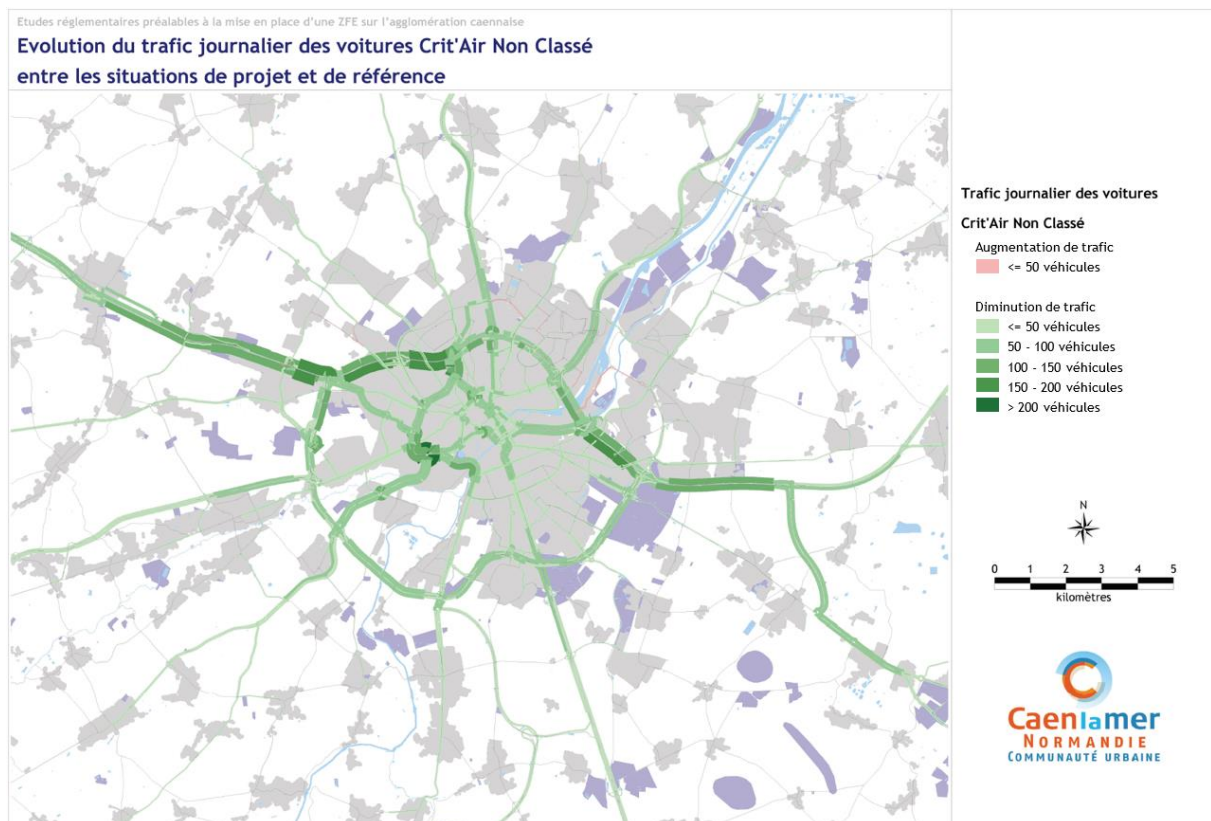 Etudes réglementaires préalables à la mise en place d'une ZFE sur l'agglomération caennaise
Evolution du trafic journalier des voitures Crit'Air Non Classé
entre les situations de projet et de référence
Trafic journalier des voitures
Crit'Air Non Classé
Augmentation de trafic
<= 50 véhicules
Diminution de trafic
<= 50 véhicules
50 - 100 véhicules
100 - 150 véhicules
150 - 200 véhicules
> 200 véhicules
N
0 1 2 3 4 5
kilomètres
Caenlamer
NORMANDIE
COMMUNAUTÉ URBAINE